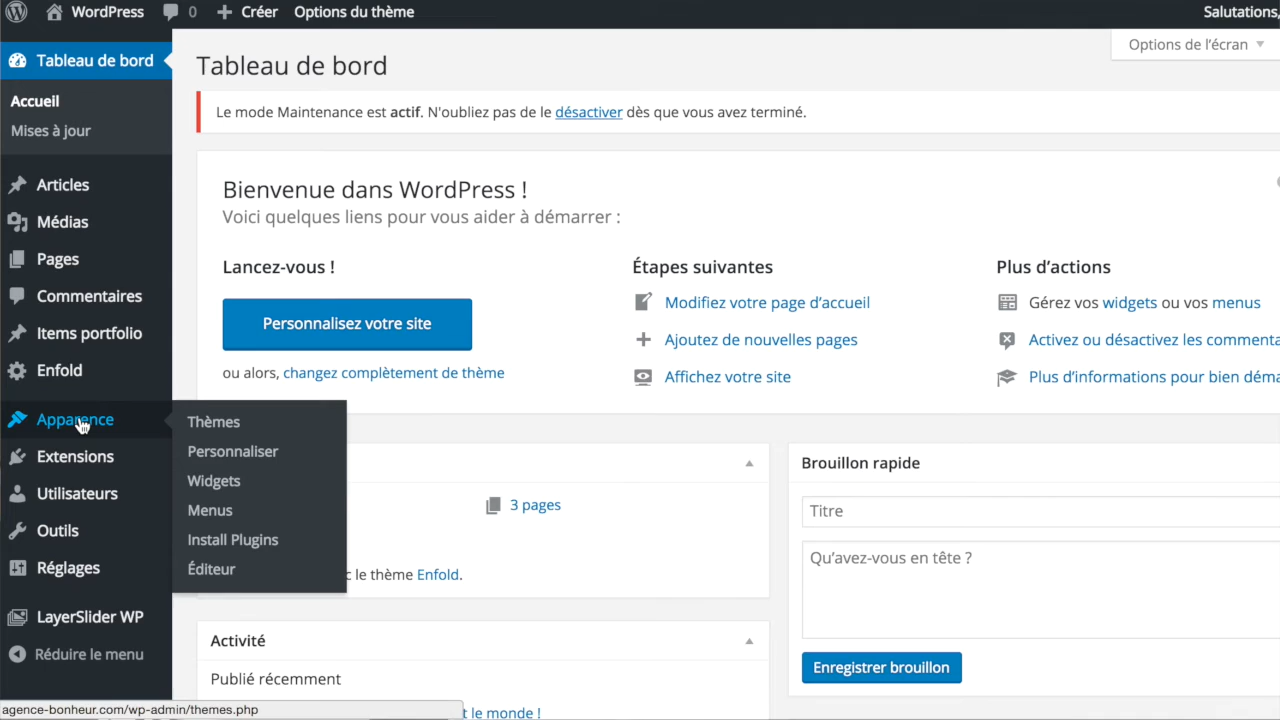 WordPress 0 Créer Options du thème Salutations,
Options de l'écran
Tableau de bord
Accueil
Mises à jour
Articles
Médias
Pages
Commentaires
Items portfolio
Enfold
Apparence
Extensions
Utilisateurs
Outils
Réglages
LayerSlider WP
Réduire le menu
Thèmes
Personnaliser
Widgets
Menus
Install Plugins
Éditeur
Tableau de bord
Le mode Maintenance est actif. N'oubliez pas de le désactiver dès que vous avez terminé.
Bienvenue dans WordPress !
Voici quelques liens pour vous aider à démarrer :
Lancez-vous !
Personnalisez votre site
ou alors, changez complètement de thème
Étapes suivantes
Modifiez votre page d'accueil
Ajoutez de nouvelles pages
Affichez votre site
Plus d'actions
Gérez vos widgets ou vos menus
Activez ou désactivez les
Plus d'informations pour bien
3 pages
le thème Enfold.
Activité
Publié récemment
le monde !
Brouillon rapide
Titre
Qu'avez-vous en tête ?
Enregistrer brouillon
agence-bonheur.com/wp-admin/themes.php